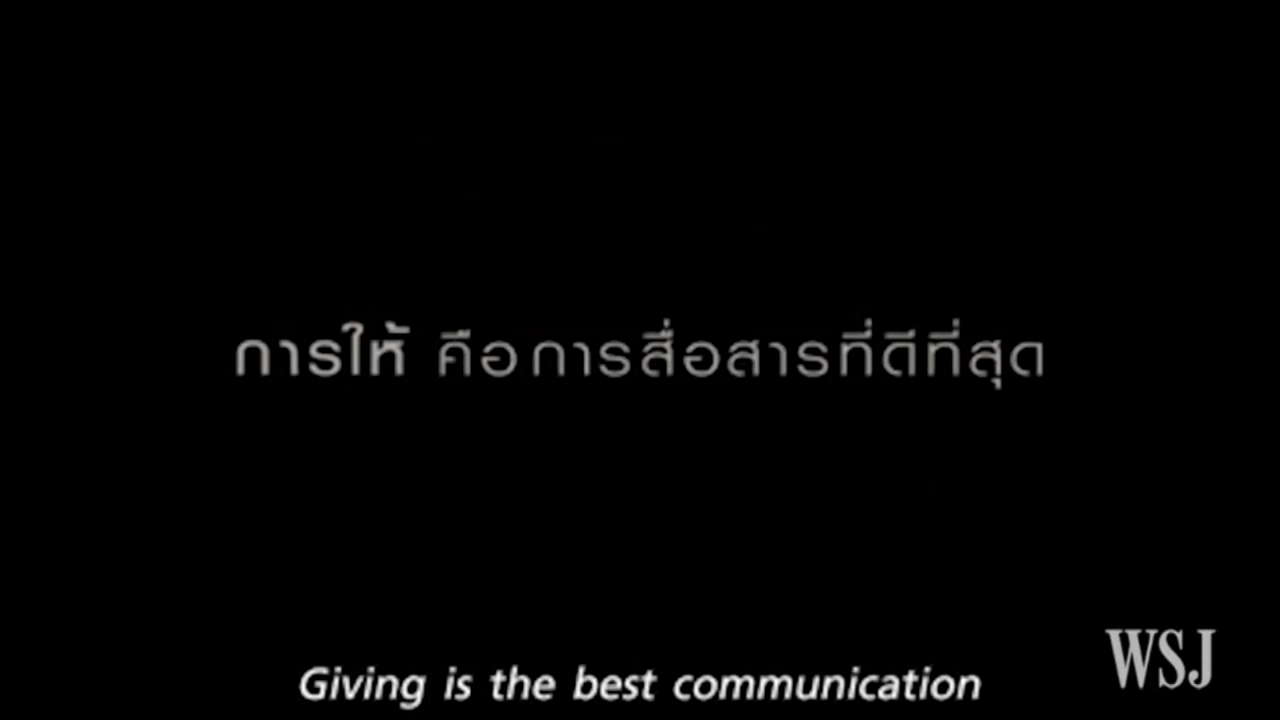 การให้ คือการสื่อสารที่ดีที่สุด
WSJ
Giving is the best communication